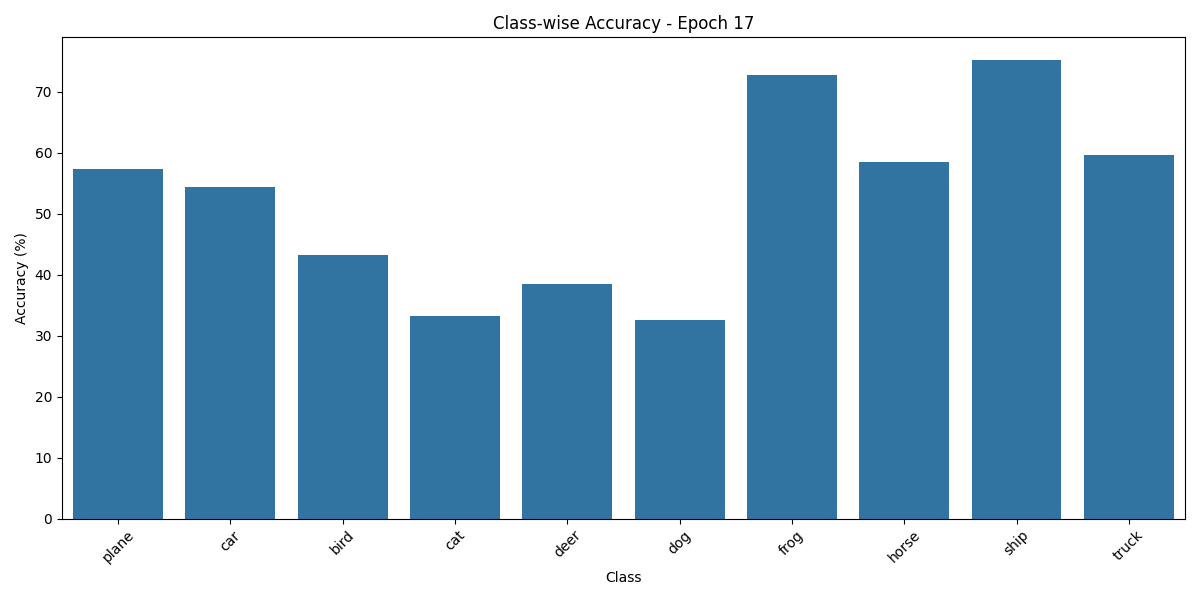 Class-wise Accuracy - Epoch 17
Accuracy (%)
70
60
50
40
30
20
10
0
plane
car
bird
cat
deer
dog
frog
horse
ship
truck
Class